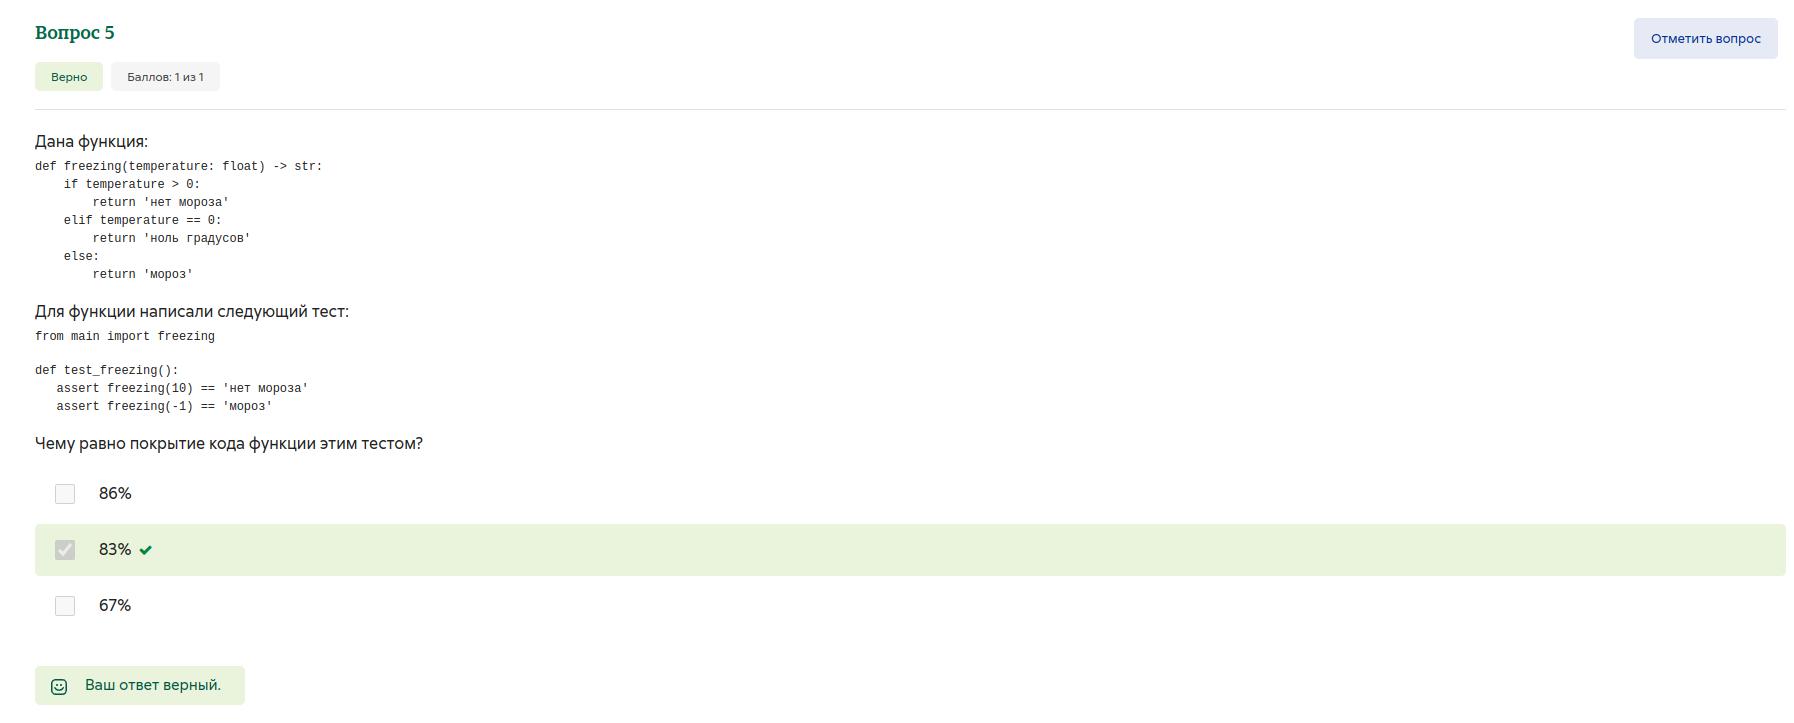 Вопрос 5
Отметить вопрос
Верно
Баллов: 1 из 1
Дана функция:
def freezing(temperature: float) -> str:
    if temperature > 0:
        return 'нет мороза'
    elif temperature == 0:
        return 'ноль градусов'
    else:
        return 'мороз'
Для функции написали следующий тест:
from main import freezing
def test_freezing():
   assert freezing(10) == 'нет мороза'
   assert freezing(-1) == 'мороз'
Чему равно покрытие кода функции этим тестом?
86%
83%
67%
Ваш ответ верный.